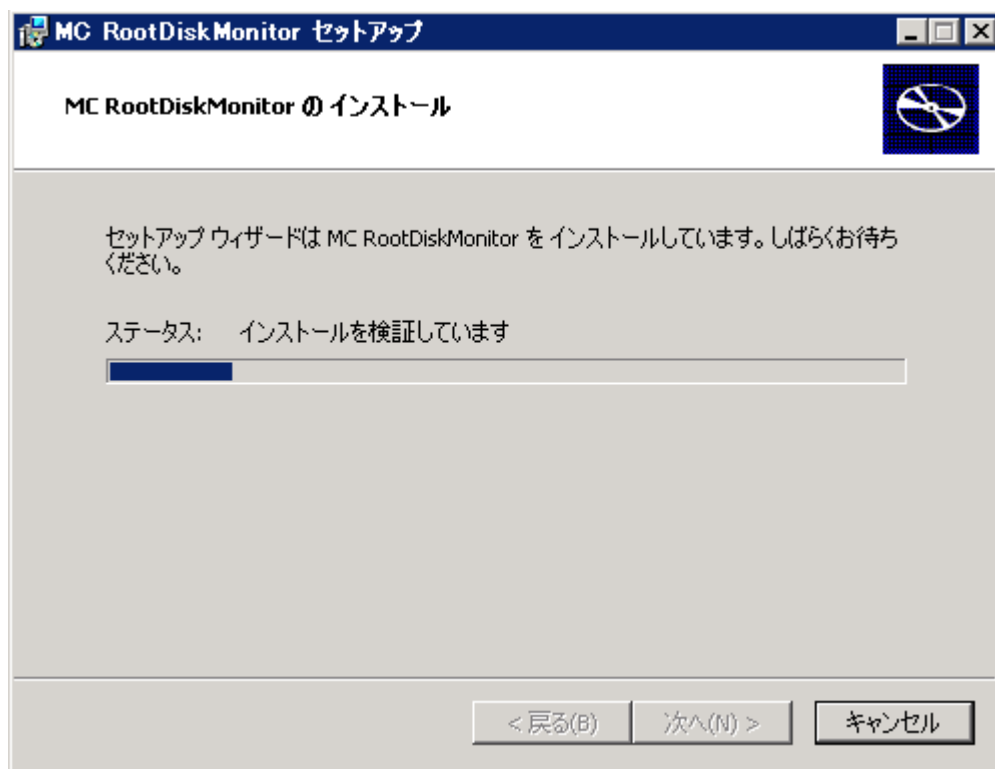 MC RootDiskMonitor セットアップ
MC RootDiskMonitor の インストール
セットアップ ウィザードは MC RootDiskMonitor を インストールしています。しばらくお待ち
ください。
ステータス: インストールを検証しています
< 戻る(B) 次へ(N) > キャンセル